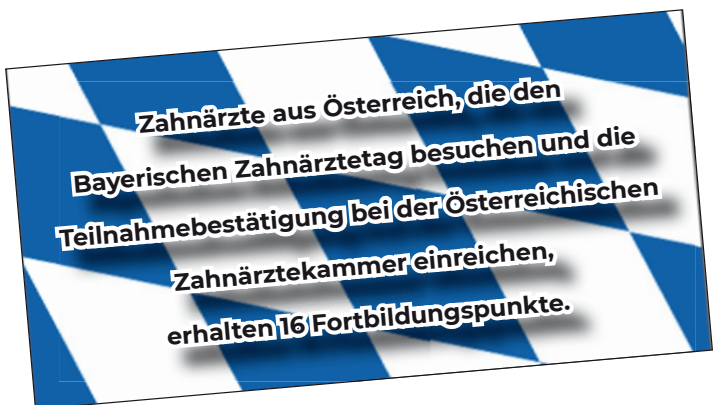 Zahnärzte aus Österreich, die den
Bayerischen Zahnärztetag besuchen und die
Teilnahmebestätigung bei der Österreichischen
Zahnärztekammer einreichen,
erhalten 16 Fortbildungspunkte.